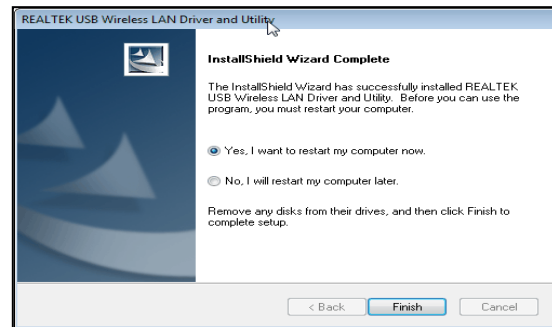 REALTEK USB Wireless LAN Driver and Utility
InstallShield Wizard Complete
The InstallShield Wizard has successfully installed REALTEK
USB Wireless LAN Driver and Utility. Before you can use the
program, you must restart your computer.
Yes, I want to restart my computer now.
No, I will restart my computer later.
Remove any disks from their drives, and then click Finish to
complete setup.
< Back Finish Cancel